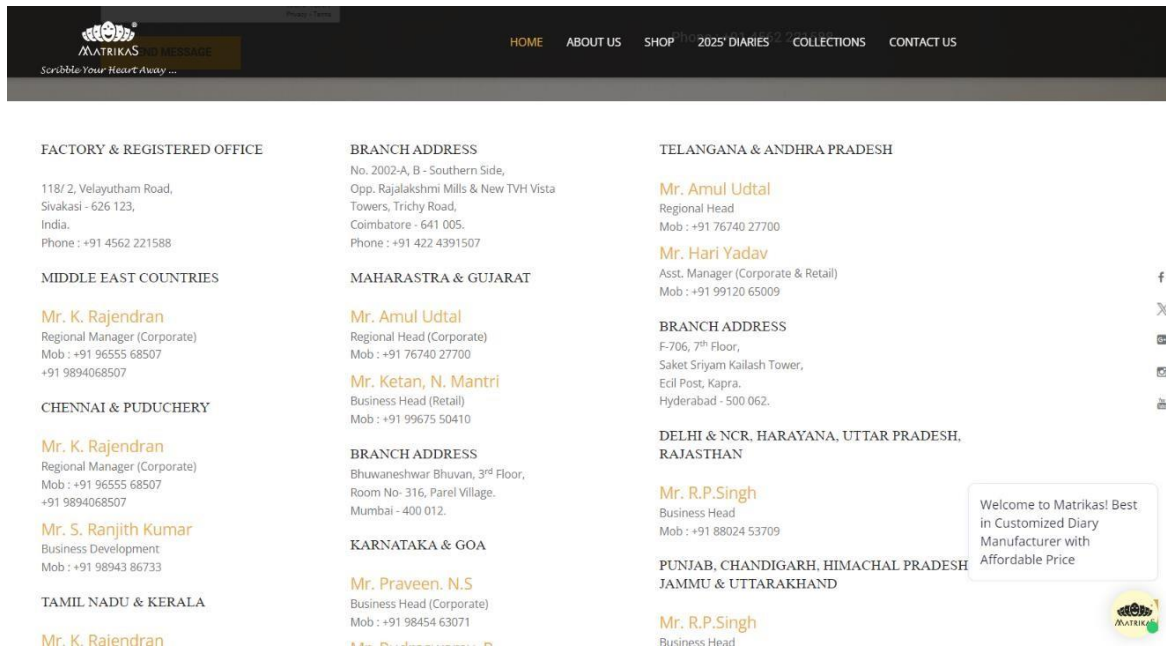 Privacy - Terms
MATRIKAS
SEND MESSAGE
Scribble Your Heart Away ...
HOME
ABOUT US
SHOP
2025' DIARIES
COLLECTIONS
CONTACT US
Phone : +91 4562 221588
FACTORY & REGISTERED OFFICE
118/ 2, Velayutham Road,
Sivakasi - 626 123,
India.
Phone : +91 4562 221588
MIDDLE EAST COUNTRIES
Mr. K. Rajendran
Regional Manager (Corporate)
Mob : +91 96555 68507
+91 9894068507
CHENNAI & PUDUCHERY
Mr. K. Rajendran
Regional Manager (Corporate)
Mob : +91 96555 68507
+91 9894068507
Mr. S. Ranjith Kumar
Business Development
Mob : +91 98943 86733
TAMIL NADU & KERALA
Mr. K. Rajendran
BRANCH ADDRESS
No. 2002-A, B - Southern Side,
Opp. Rajalakshmi Mills & New TVH Vista
Towers, Trichy Road,
Coimbatore - 641 005.
Phone : +91 422 4391507
MAHARASTRA & GUJARAT
Mr. Amul Udtal
Regional Head (Corporate)
Mob : +91 76740 27700
Mr. Ketan, N. Mantri
Business Head (Retail)
Mob : +91 99675 50410
BRANCH ADDRESS
Bhuwaneshwar Bhuvan, 3rd Floor,
Room No- 316, Parel Village.
Mumbai - 400 012.
KARNATAKA & GOA
Mr. Praveen. N.S
Business Head (Corporate)
Mob : +91 98454 63071
TELANGANA & ANDHRA PRADESH
Mr. Amul Udtal
Regional Head
Mob : +91 76740 27700
Mr. Hari Yadav
Asst. Manager (Corporate & Retail)
Mob : +91 99120 65009
BRANCH ADDRESS
F-706, 7th Floor,
Saket Sriyam Kailash Tower,
Ecil Post, Kapra.
Hyderabad - 500 062.
DELHI & NCR, HARAYANA, UTTAR PRADESH,
RAJASTHAN
Mr. R.P.Singh
Business Head
Mob : +91 88024 53709
PUNJAB, CHANDIGARH, HIMACHAL PRADESH
JAMMU & UTTARAKHAND
Mr. R.P.Singh
Business Head
Welcome to Matrikas! Best
in Customized Diary
Manufacturer with
Affordable Price
MATRIKAS